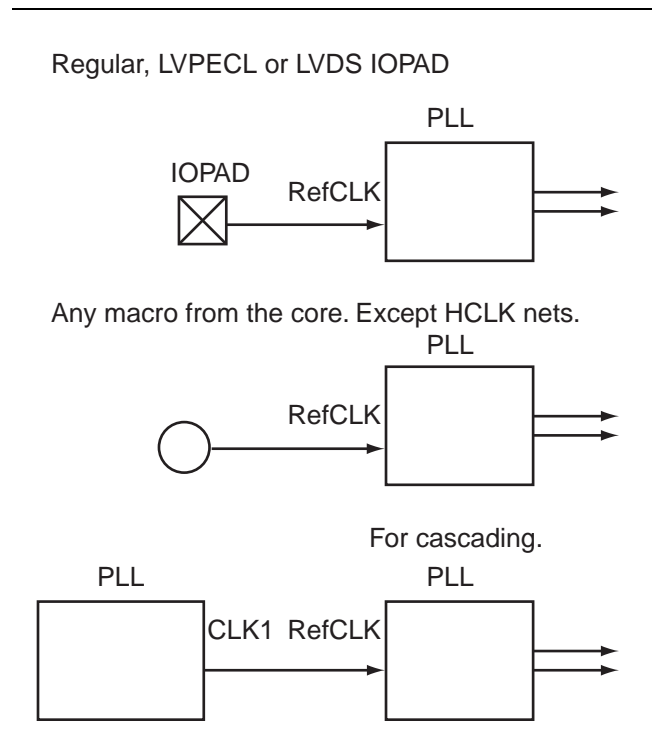 Regular, LVPECL or LVDS IOPAD
PLL
IOPAD
RefCLK
Any macro from the core. Except HCLK nets.
PLL
RefCLK
For cascading.
PLL
PLL
CLK1 RefCLK